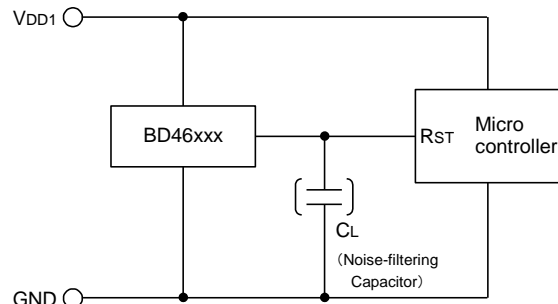 VDD1
BD46xxx
RST
Micro
controller
CL
（Noise-filtering
Capacitor）
GND